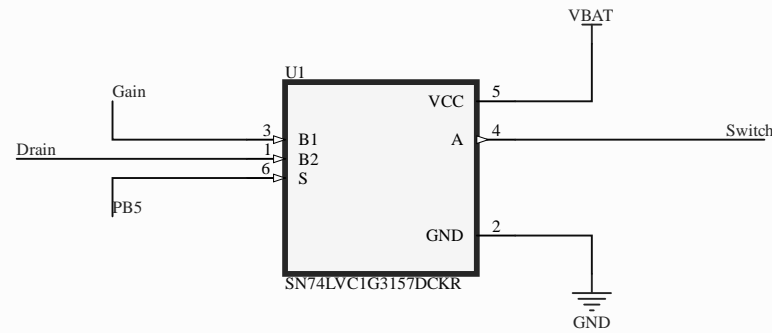 VBAT
U1
Gain
VCC
5
3
B1
A
4
Switch
Drain
1
B2
6
S
PB5
GND
2
SN74LVC1G3157DCKR
GND